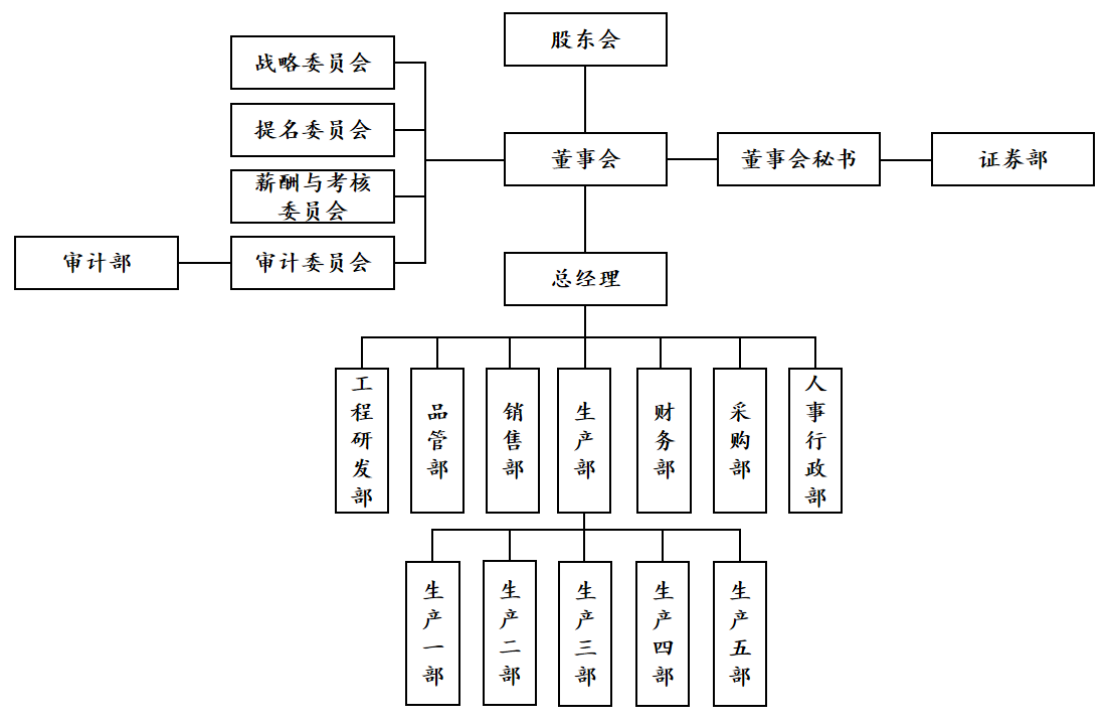 股东会
战略委员会
提名委员会
董事会
董事会秘书
证券部
薪酬与考核
委员会
审计部
审计委员会
总经理
工程研发部
品管部
销售部
生产部
财务部
采购部
人事行政部
生产一部
生产二部
生产三部
生产四部
生产五部